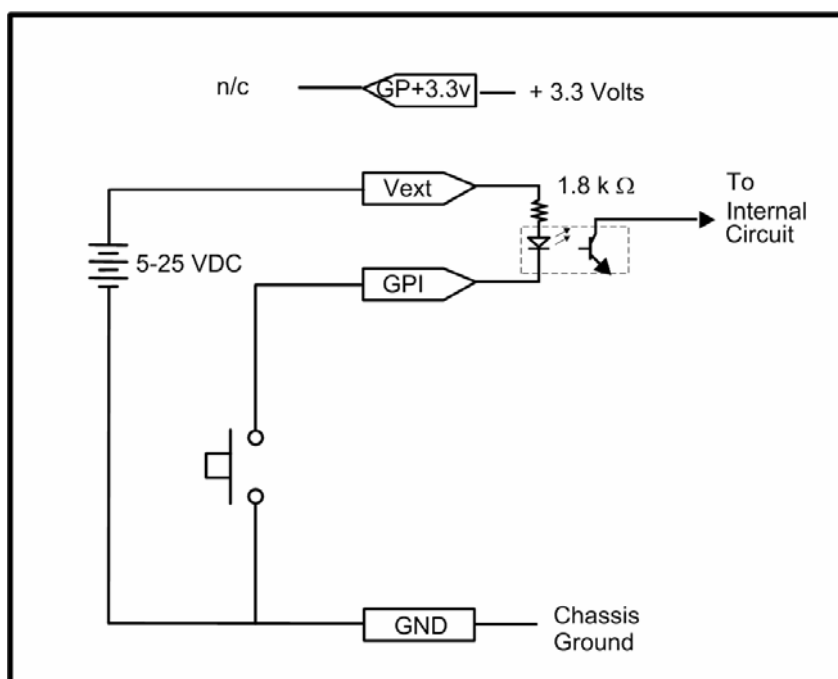 n/c
GP+3.3v
+ 3.3 Volts
Vext
1.8 k Ω
To
Internal
Circuit
5-25 VDC
GPI
GND
Chassis
Ground